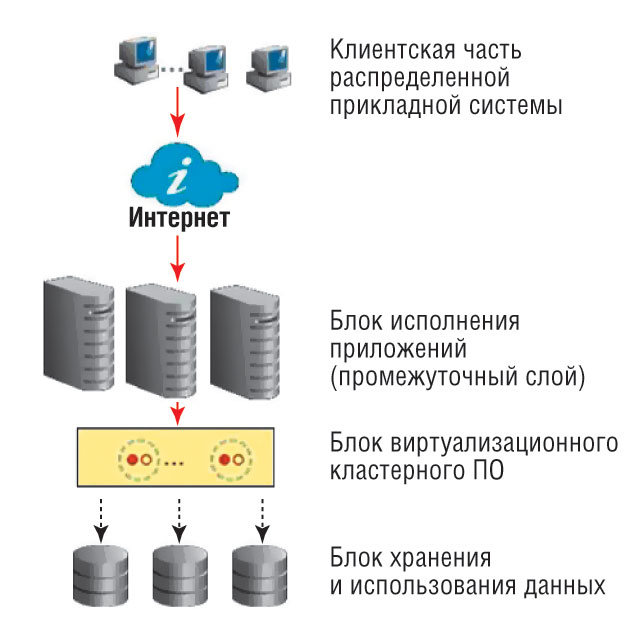 Клиентская часть
распределенной
прикладной системы
Интернет
Блок исполнения
приложений
(промежуточный слой)
Блок виртуализационного
кластерного ПО
Блок хранения
и использования данных